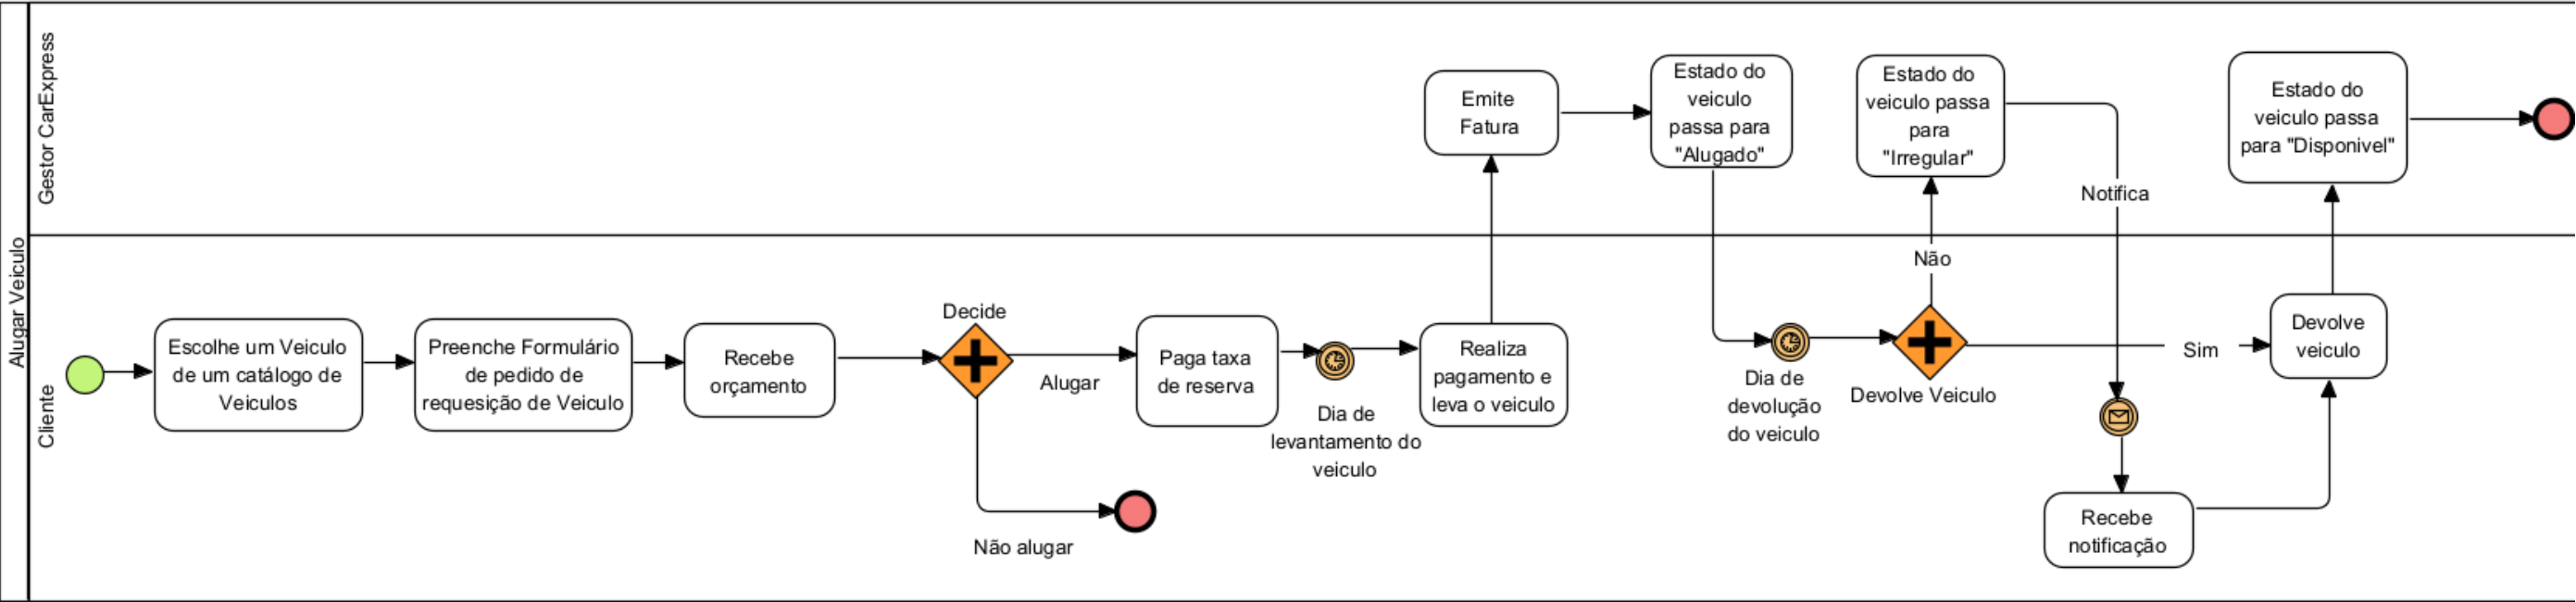 Alugar Veiculo
Gestor CarExpress
Emite
Fatura
Estado do
veiculo
passa para
"Alugado"
Estado do
veiculo passa
para
"Irregular"
Notifica
Estado do
veiculo passa
para "Disponivel"
Cliente
Escolhe um Veiculo
de um catálogo de
Veiculos
Preenche Formulário
de pedido de
requesição de Veiculo
Recebe
orçamento
Decide
Alugar
Não alugar
Paga taxa
de reserva
Dia de
levantamento do
veiculo
Realiza
pagamento e
leva o veiculo
Dia de
devolução
do veiculo
Não
Devolve Veiculo
Sim
Recebe
notificação
Devolve
veiculo